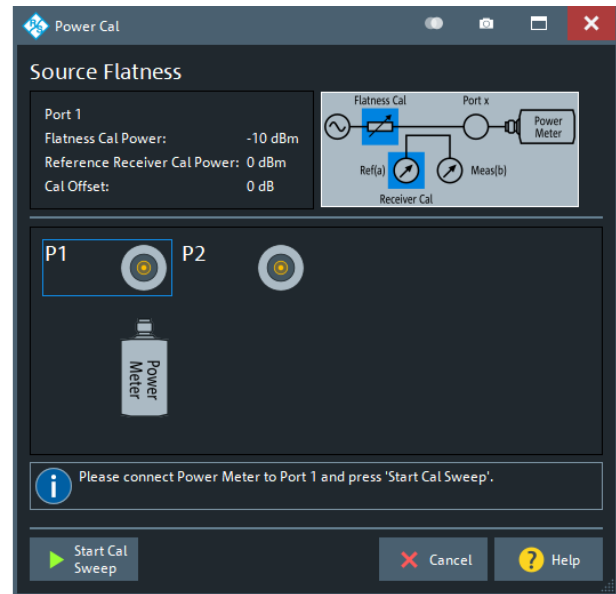 R&S Power Cal
Source Flatness
Port 1
Flatness Cal Power: -10 dBm
Reference Receiver Cal Power: 0 dBm
Cal Offset: 0 dB
Flatness Cal
Port x
Power
Meter
Ref(a)
Meas(b)
Receiver Cal
P1
P2
Power
Meter
Please connect Power Meter to Port 1 and press 'Start Cal Sweep'.
Start Cal
Sweep
Cancel
Help